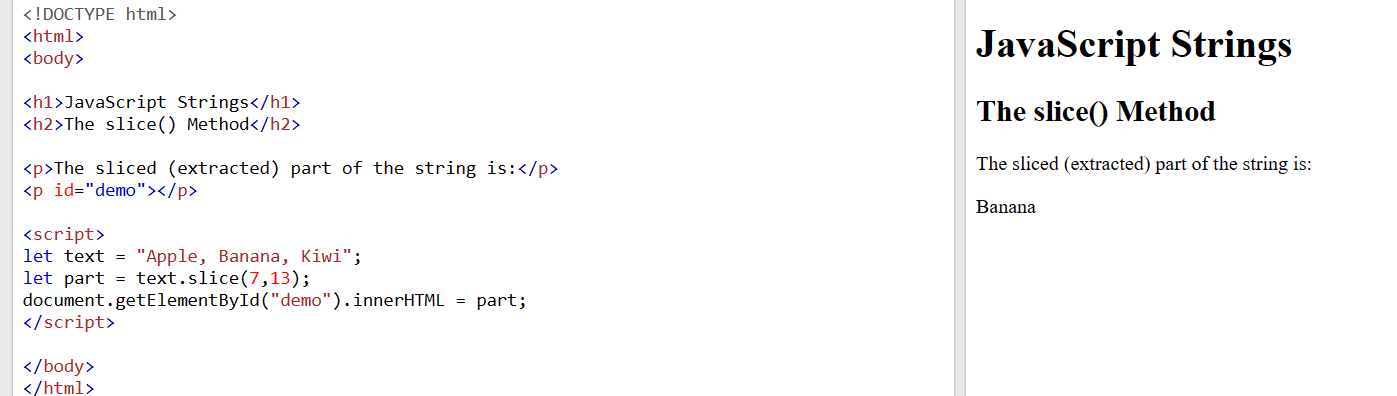 <!DOCTYPE html>
<html>
<body>
<h1>JavaScript Strings</h1>
<h2>The slice() Method</h2>
<p>The sliced (extracted) part of the string is:</p>
<p id="demo"></p>
<script>
let text = "Apple, Banana, Kiwi";
let part = text.slice(7,13);
document.getElementById("demo").innerHTML = part;
</script>
</body>
</html>
JavaScript Strings
The slice() Method
The sliced (extracted) part of the string is:
Banana